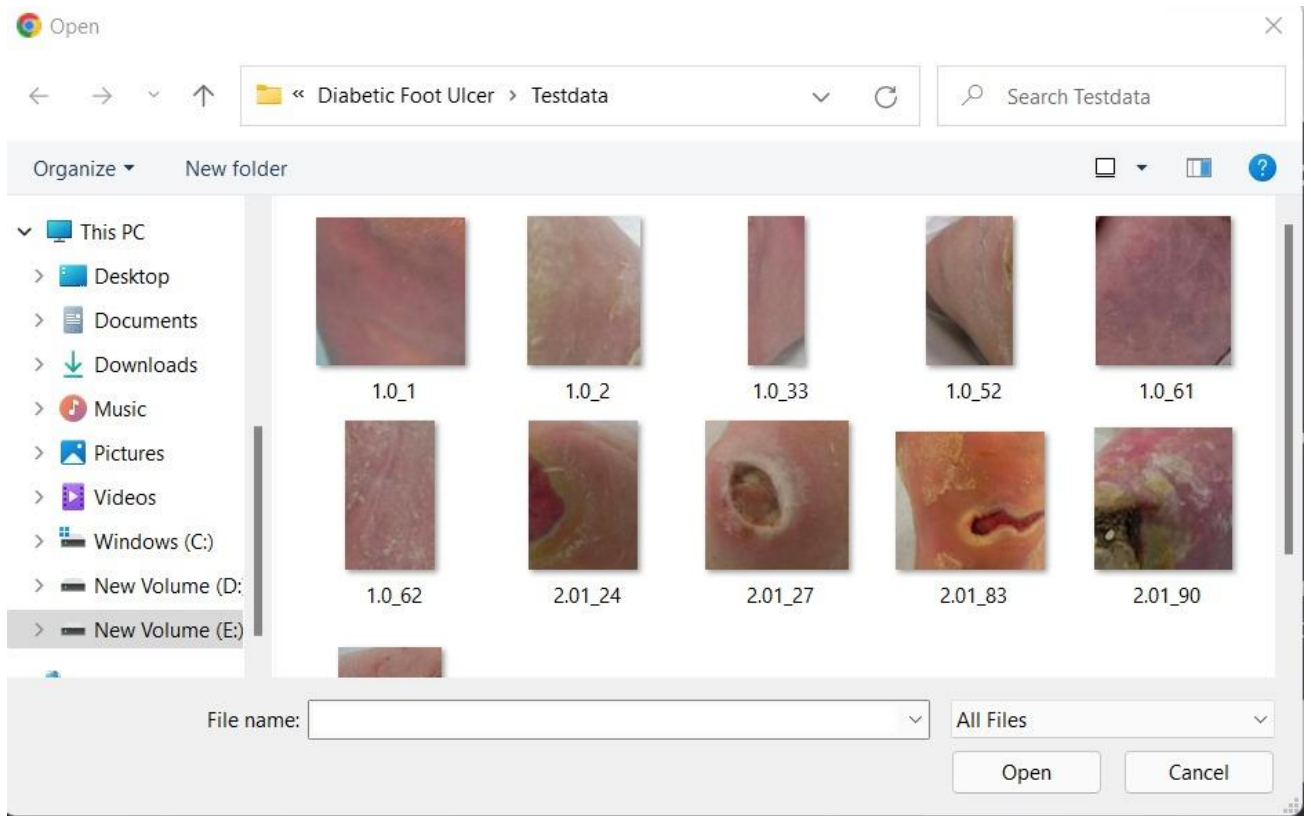 Open
« Diabetic Foot Ulcer > Testdata
Search Testdata
Organize
New folder
?
This PC
Desktop
Documents
Downloads
Music
Pictures
Videos
Windows (C:)
New Volume (D:
New Volume (E:)
1.0_1 1.0_2 1.0_33 1.0_52 1.0_61
1.0_62 2.01_24 2.01_27 2.01_83 2.01_90
File name:
All Files
Open Cancel